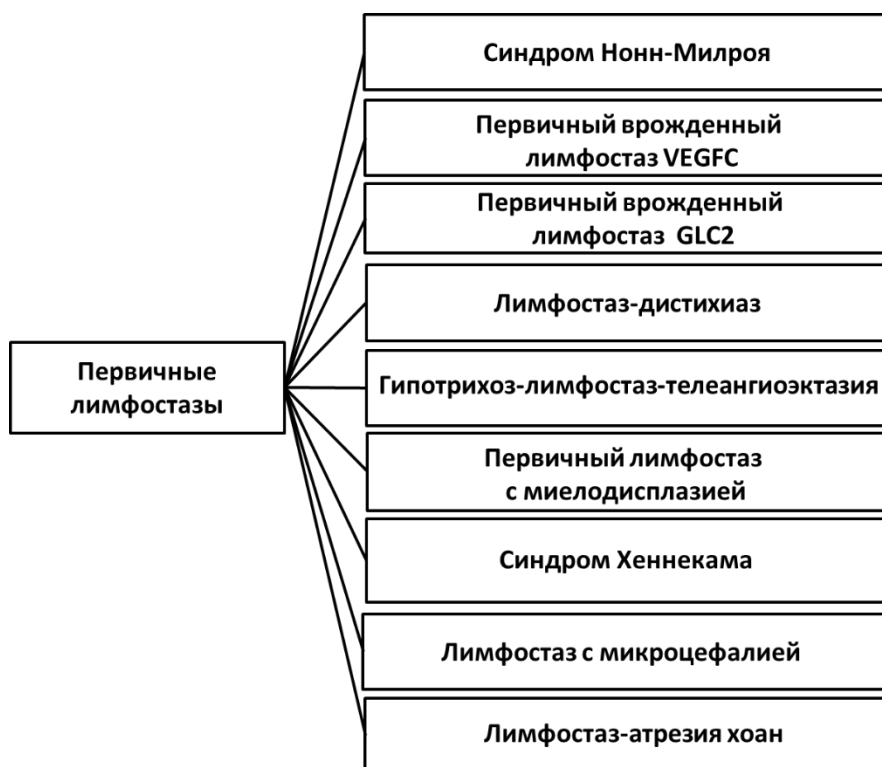 Синдром Нонн-Милроя
Первичный врожденный
лимфостаз VEGFC
Первичный врожденный
лимфостаз GLC2
Лимфостаз-дистихиаз
Первичные
лимфостазы
Гипотрихоз-лимфостаз-телеангиоэктазия
Первичный лимфостаз
с миелодисплазией
Синдром Хеннекама
Лимфостаз с микроцефалией
Лимфостаз-атрезия хоан